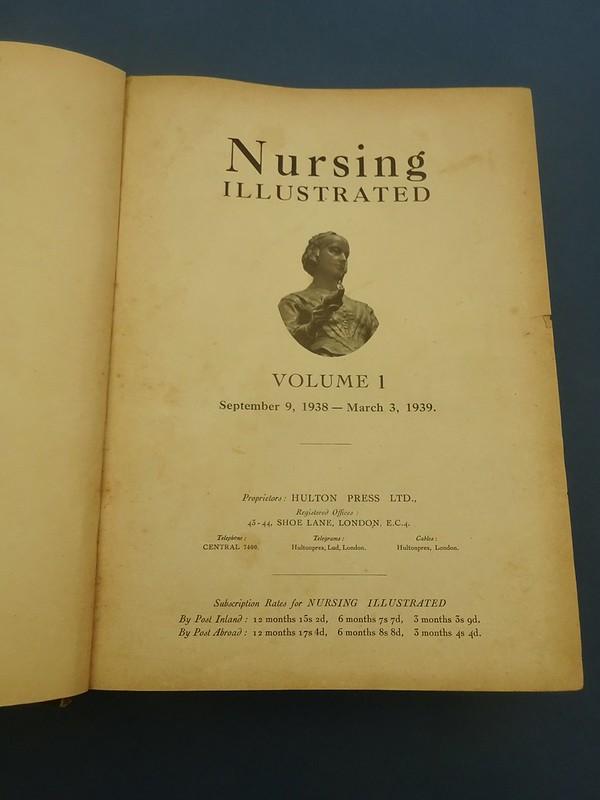 Nursing
ILLUSTRATED
VOLUME 1
September 9, 1938 — March 3, 1939.
Proprietors: HULTON PRESS LTD.,
Registered Offices:
43-44, SHOE LANE, LONDON, E.C.4.
Telephone: Telegrams: Cables:
CENTRAL 7400. Hultonpres, Lud, London. Hultonpres, London.
Subscription Rates for NURSING ILLUSTRATED
By Post Inland: 12 months 15s 2d, 6 months 7s 7d, 3 months 3s 9d,
By Post Abroad: 12 months 17s 4d, 6 months 8s 8d, 3 months 4s 4d.